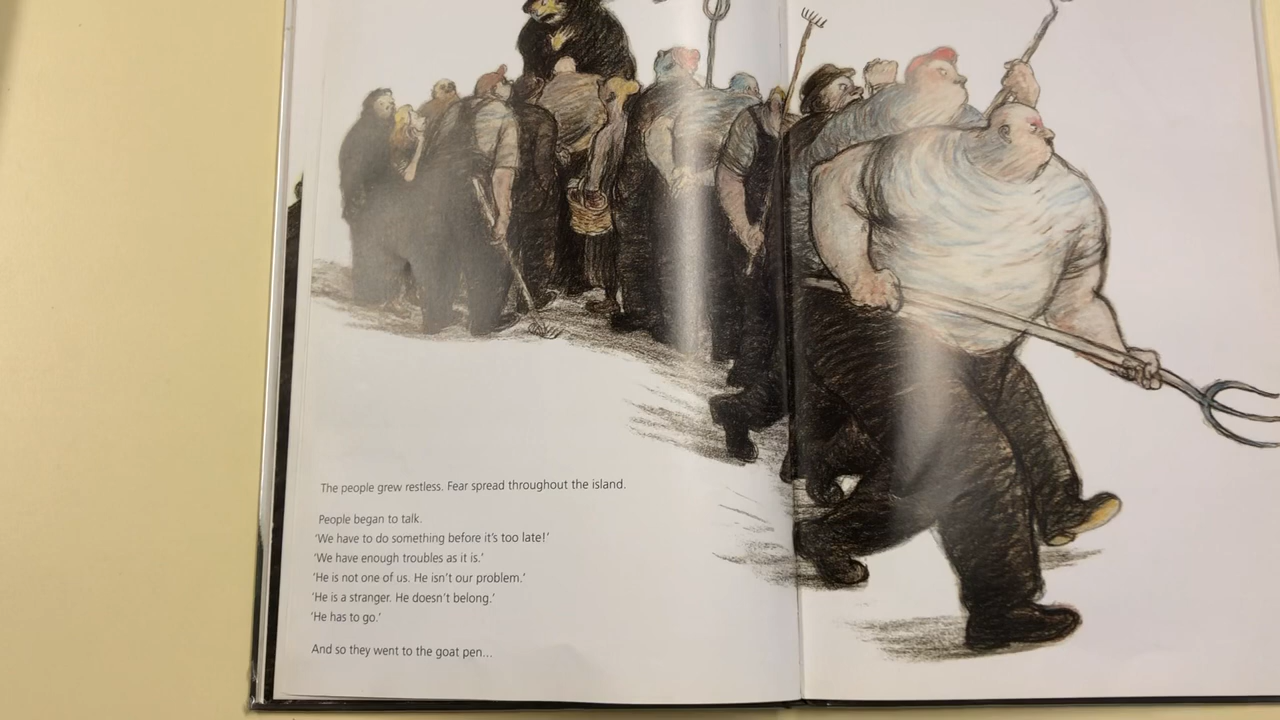 The people grew restless. Fear spread throughout the island.
People began to talk.
‘We have to do something before it’s too late!’
‘We have enough troubles as it is.’
‘He is not one of us. He isn’t our problem.’
‘He is a stranger. He doesn’t belong.’
‘He has to go.’
And so they went to the goat pen...